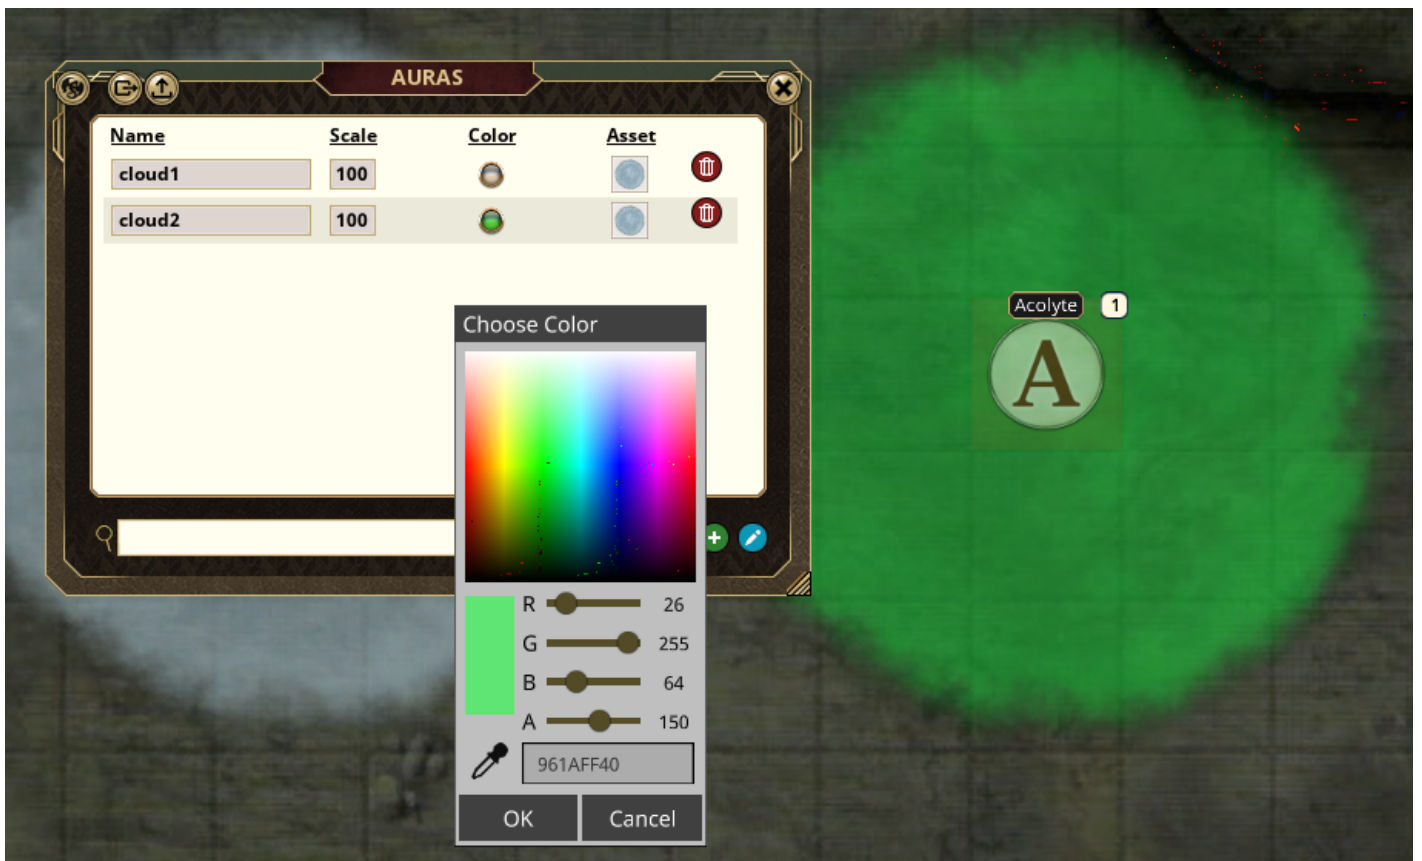 AURAS
Name Scale Color Asset
cloud1 100
cloud2 100
Acolyte 1
A
Choose Color
R 26
G 255
B 64
A 150
961AFF40
OK Cancel